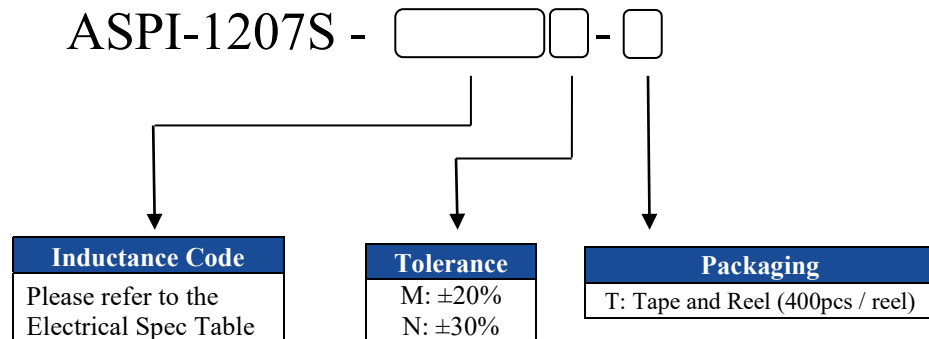 ASPI-1207S - -
Inductance Code
Please refer to the
Electrical Spec Table
Tolerance
M: ±20%
N: ±30%
Packaging
T: Tape and Reel (400pcs / reel)